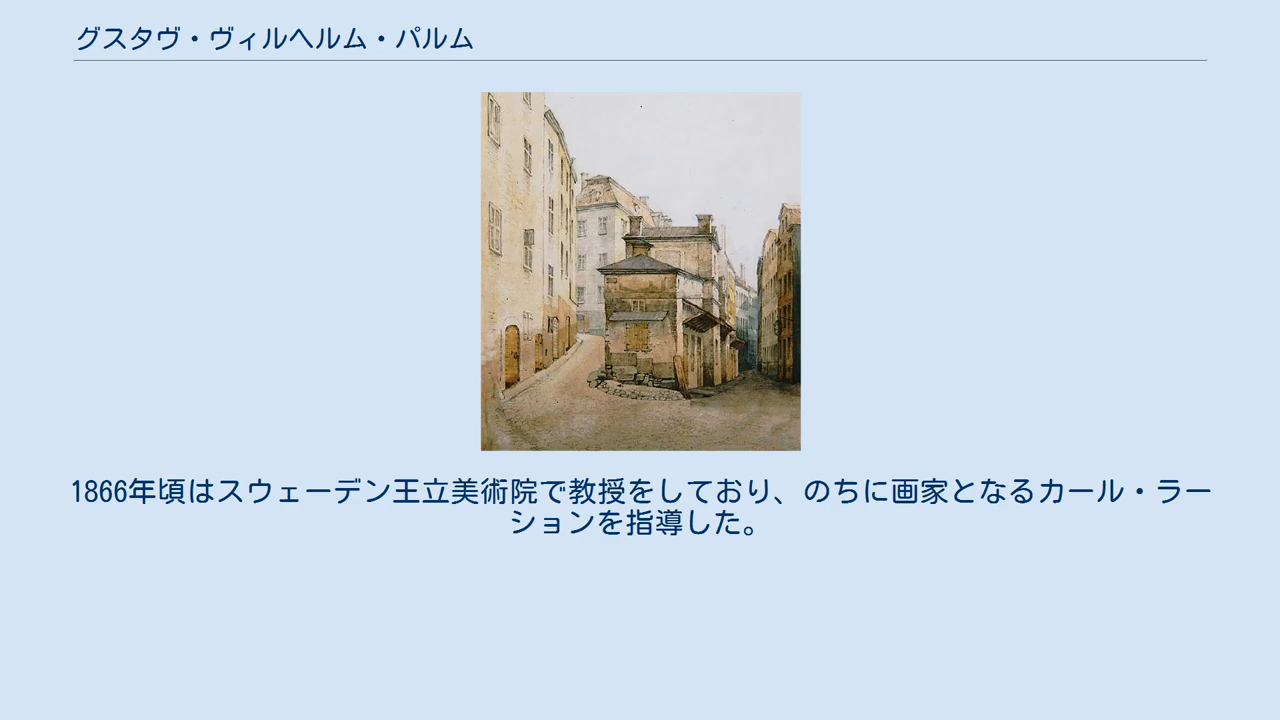 グスタヴ・ヴィルヘルム・パルム
1866年頃はスウェーデン王立美術院で教授をしており、のちに画家となるカール・ラー
ションを指導した。